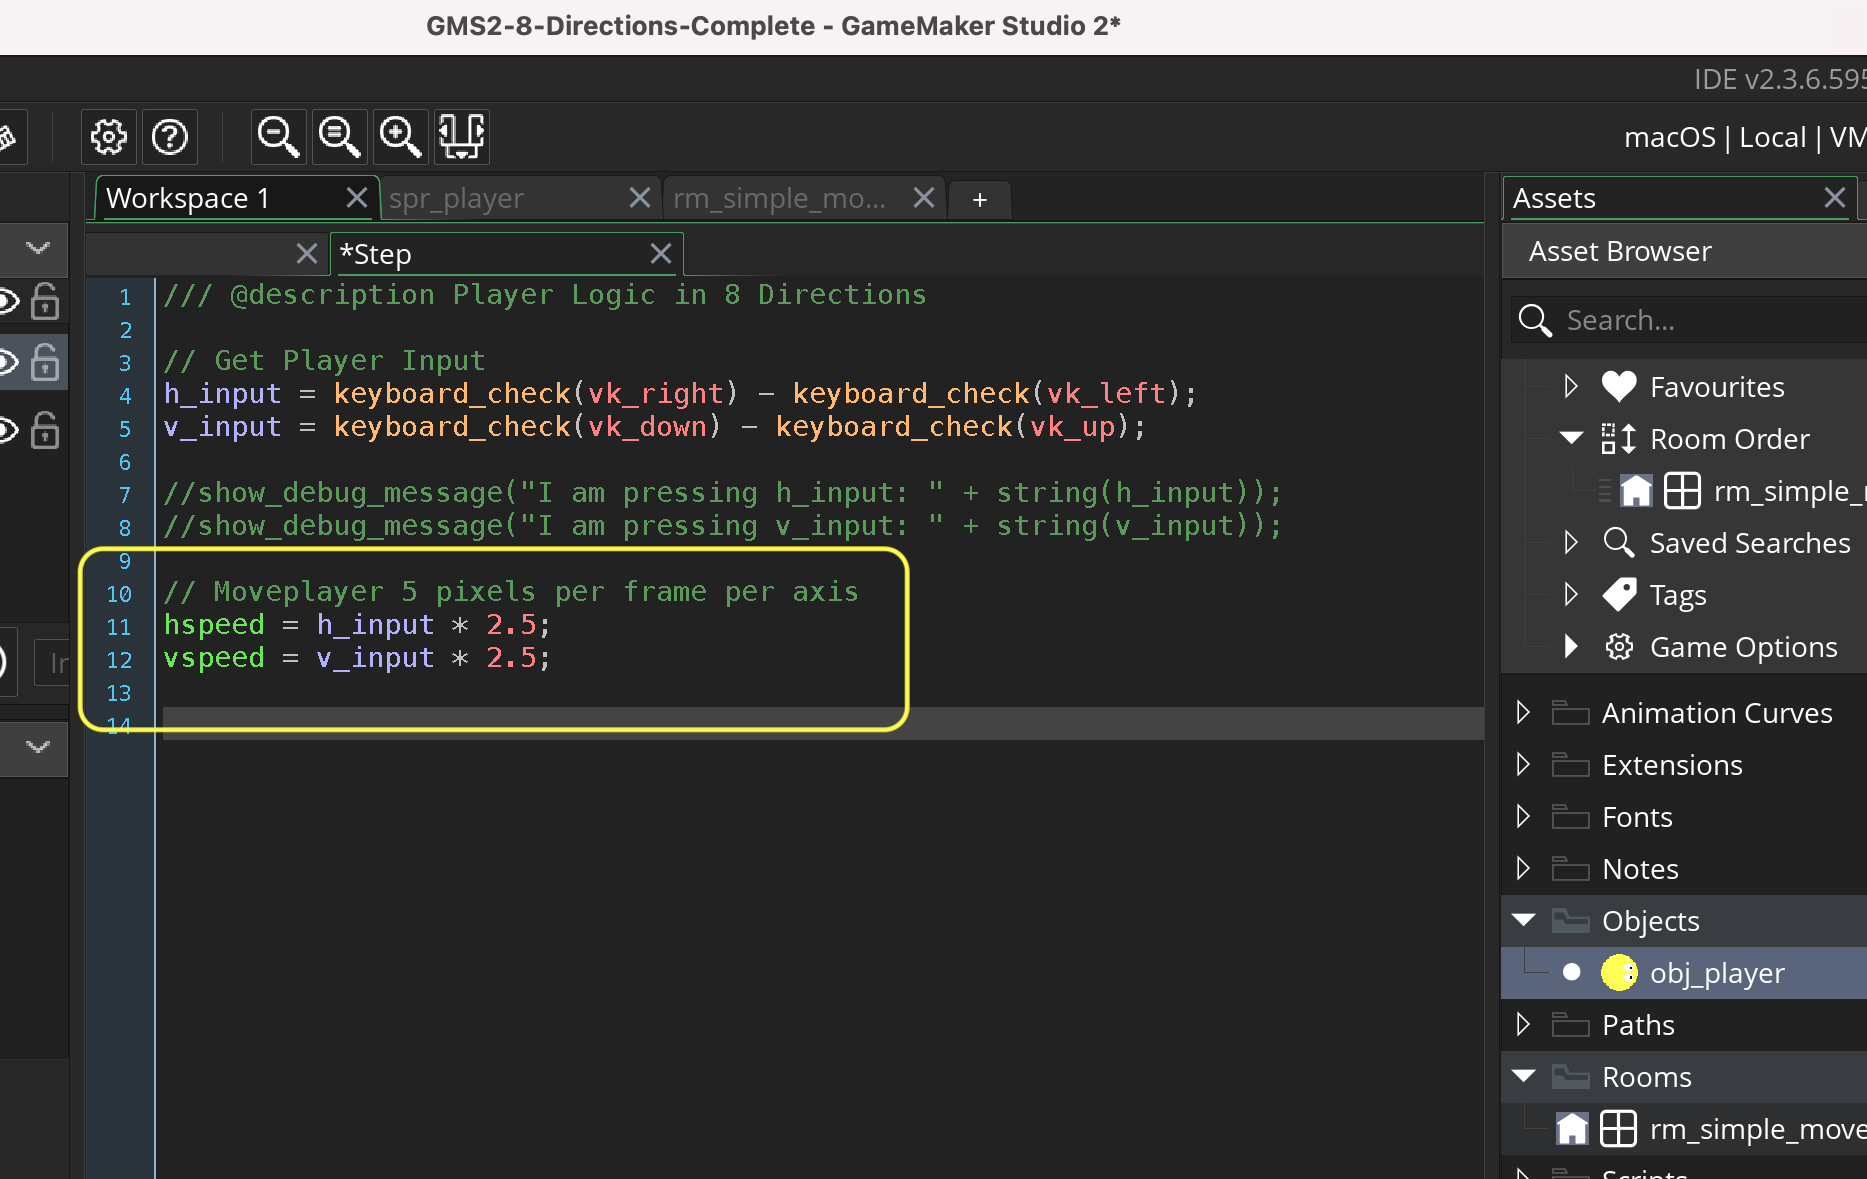 GMS2-8-Directions-Complete - GameMaker Studio 2*
IDE v2.3.6.595
macOS | Local | VM
Workspace 1
spr_player
rm_simple_mo...
+
Assets
*Step
Asset Browser
Search...
1 /// @description Player Logic in 8 Directions
2
3 // Get Player Input
4 h_input = keyboard_check(vk_right) - keyboard_check(vk_left);
5 v_input = keyboard_check(vk_down) - keyboard_check(vk_up);
6
7 //show_debug_message("I am pressing h_input: " + string(h_input));
8 //show_debug_message("I am pressing v_input: " + string(v_input));
9
10 // Moveplayer 5 pixels per frame per axis
11 hspeed = h_input * 2.5;
12 vspeed = v_input * 2.5;
13
14
In
Favourites
Room Order
rm_simple_
Saved Searches
Tags
Game Options
Animation Curves
Extensions
Fonts
Notes
Objects
obj_player
Paths
Rooms
rm_simple_move
Scripts